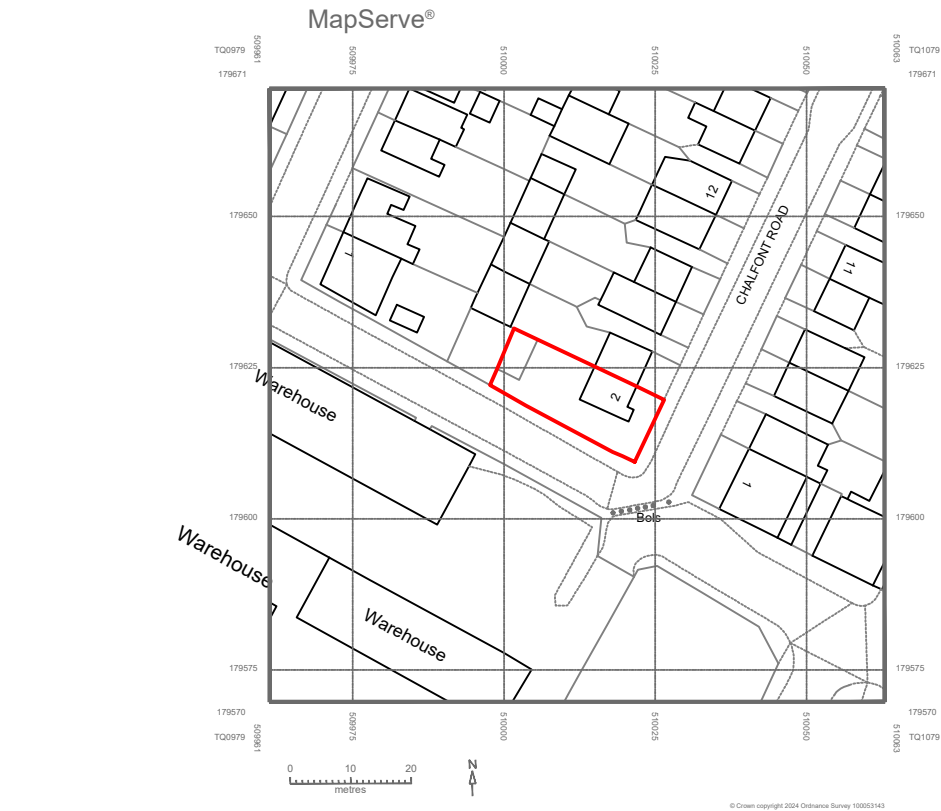 MapServe®
TQ0979
509961
509975
510000
510025
510050
510063
TQ1079
179671
179671
12
179650
179650
CHALFONT ROAD
1
11
179625
179625
Warehouse
2
1
179600
Bols
179600
Warehouse
Warehouse
179575
179575
179570
179570
TQ0979
509961
509975
510000
510025
510050
510063
TQ1079
0 10 20
metres
N
© Crown copyright 2024 Ordnance Survey 100053143